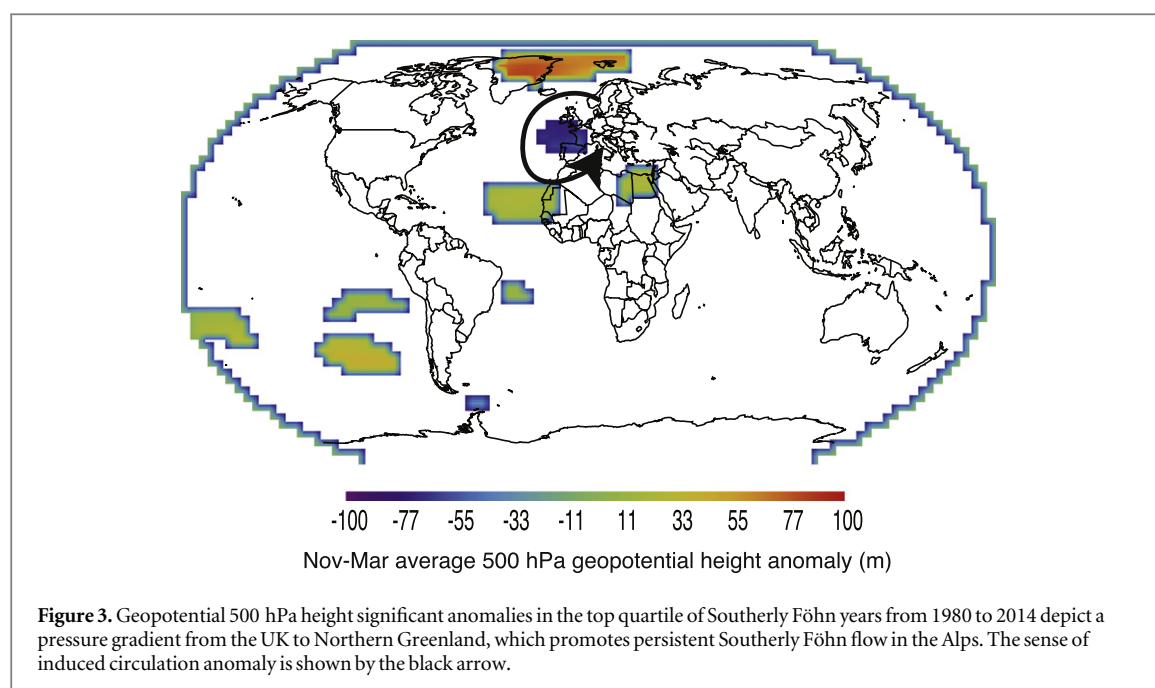 -100 -77 -55 -33 -11 11 33 55 77 100
Nov-Mar average 500 hPa geopotential height anomaly (m)
Figure 3. Geopotential 500 hPa height significant anomalies in the top quartile of Southerly Föhn years from 1980 to 2014 depict a
pressure gradient from the UK to Northern Greenland, which promotes persistent Southerly Föhn flow in the Alps. The sense of
induced circulation anomaly is shown by the black arrow.